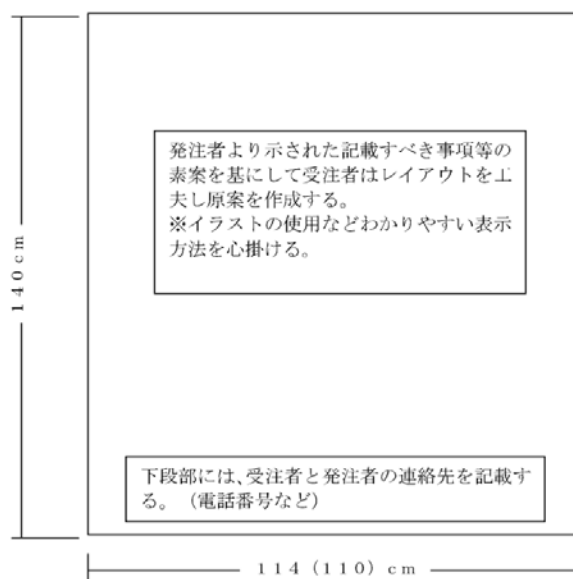 発注者より示された記載すべき事項等の
素案を基にして受注者はレイアウトを工
夫し原案を作成する。
※イラストの使用などわかりやすい表示
方法を心掛ける。
140cm
下段部には、受注者と発注者の連絡先を記載す
る。（電話番号など）
114（110）cm